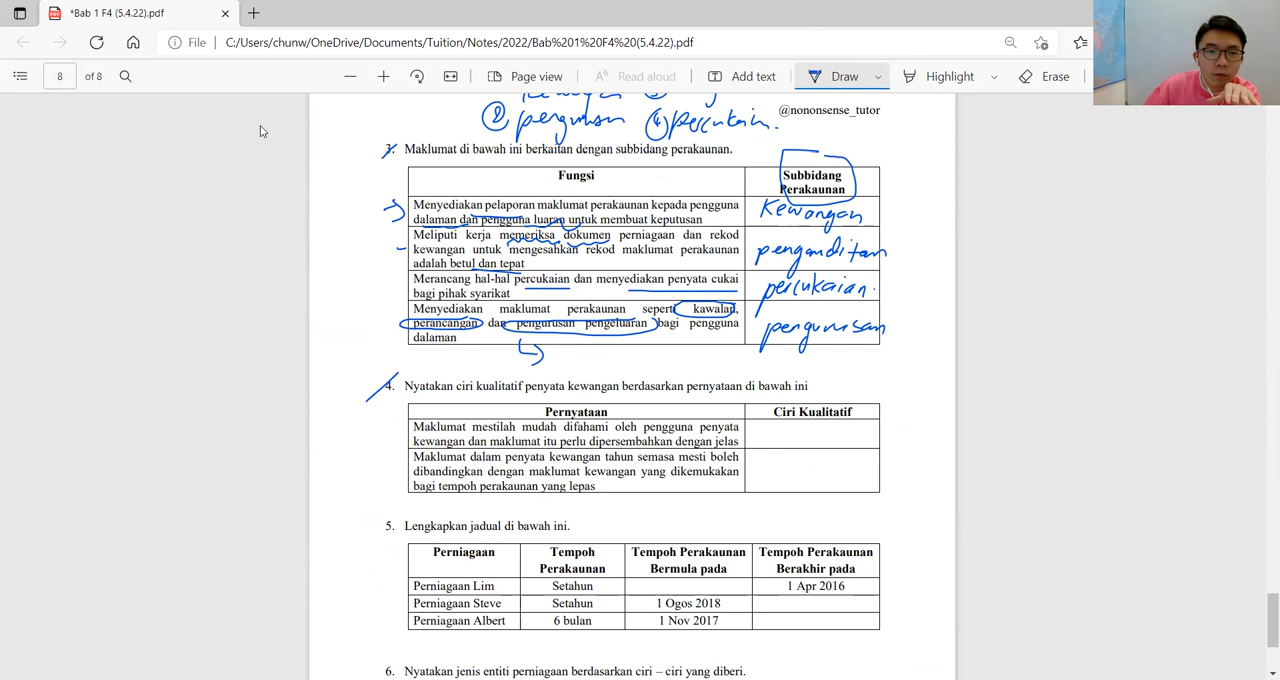 *Bab 1 F4 (5.4.22).pdf
File C:/Users/chunw/OneDrive/Documents/Tuition/Notes/2022/Bab%201%20F4%20(5.4.22).pdf
8 of 8 Page view Read aloud Add text Draw Highlight Erase
② pengurusan ④ percukaian.
@nononsense_tutor
3. Maklumat di bawah ini berkaitan dengan subbidang perakaunan.
Fungsi
Subbidang
Perakaunan
Menyediakan pelaporan maklumat perakaunan kepada pengguna
dalaman dan pengguna luaran untuk membuat keputusan
Kewangan
Meliputi kerja memeriksa dokumen perniagaan dan rekod
kewangan untuk mengesahkan rekod maklumat perakaunan
adalah betul dan tepat
pengauditan
Merancang hal-hal percukaian dan menyediakan penyata cukai
bagi pihak syarikat
percukaian.
Menyediakan maklumat perakaunan seperti kawalan,
perancangan dan pengurusan pengeluaran bagi pengguna
dalaman
pengurusan
4. Nyatakan ciri kualitatif penyata kewangan berdasarkan pernyataan di bawah ini
Pernyataan Ciri Kualitatif
Maklumat mestilah mudah difahami oleh pengguna penyata
kewangan dan maklumat itu perlu dipersembahkan dengan jelas
Maklumat dalam penyata kewangan tahun semasa mesti boleh
dibandingkan dengan maklumat kewangan yang dikemukakan
bagi tempoh perakaunan yang lepas
5. Lengkapkan jadual di bawah ini.
Perniagaan
Tempoh
Perakaunan
Tempoh Perakaunan
Bermula pada
Tempoh Perakaunan
Berakhir pada
Perniagaan Lim Setahun 1 Apr 2016
Perniagaan Steve Setahun 1 Ogos 2018
Perniagaan Albert 6 bulan 1 Nov 2017
6. Nyatakan jenis entiti perniagaan berdasarkan ciri – ciri yang diberi.